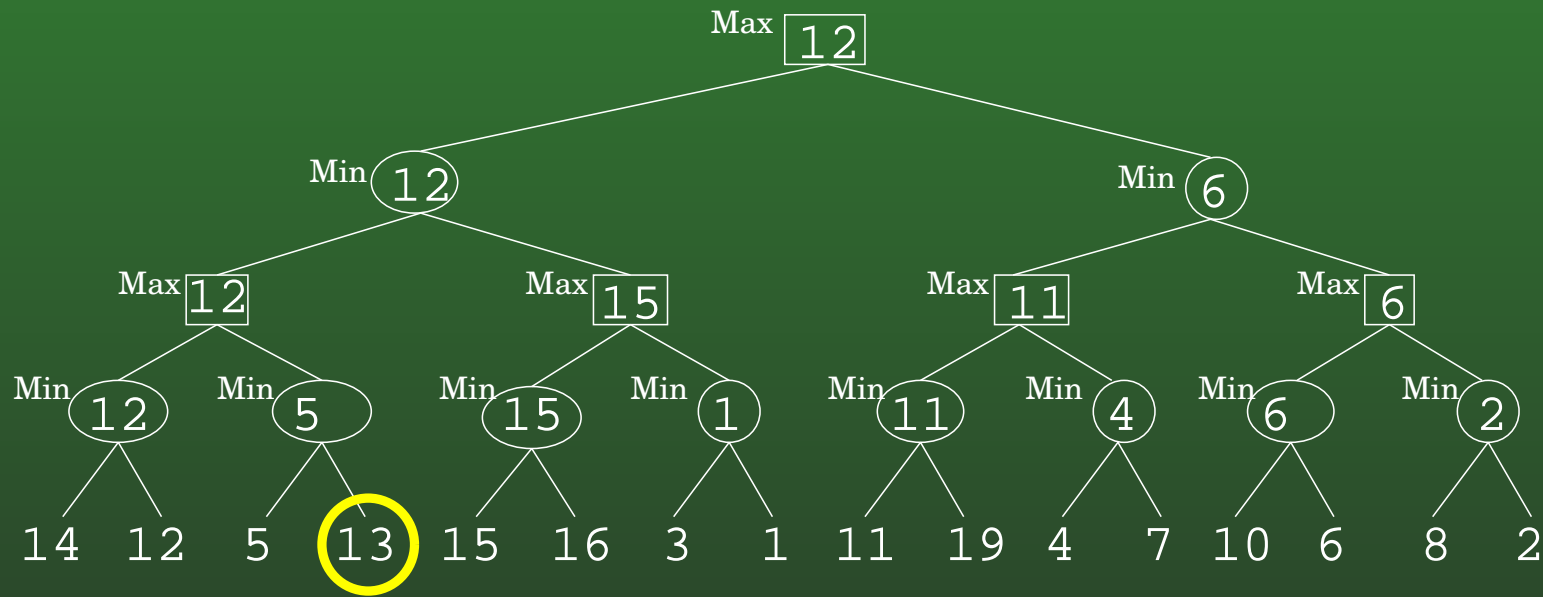 Max 12
Min 12 Min 6
Max 12 Max 15 Max 11 Max 6
Min 12 Min 5 Min 15 Min 1 Min 11 Min 4 Min 6 Min 2
14 12 5 13 15 16 3 1 11 19 4 7 10 6 8 2